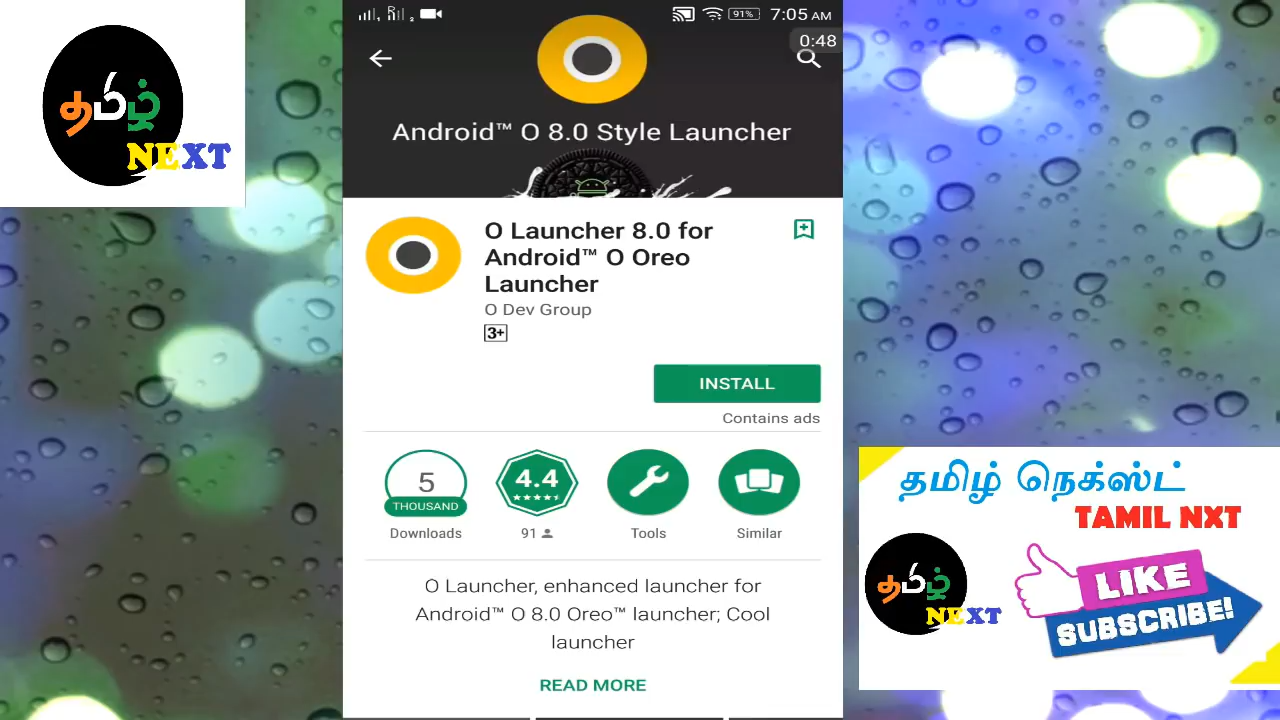 தமிழ்
NEXT
2
91%
7:05 AM
0:48
Android™ O 8.0 Style Launcher
O Launcher 8.0 for
Android™ O Oreo
Launcher
O Dev Group
3+
INSTALL
Contains ads
5
THOUSAND
Downloads
4.4
91
Tools
Similar
O Launcher, enhanced launcher for
Android™ O 8.0 Oreo™ launcher; Cool
launcher
READ MORE
தமிழ் நெக்ஸ்ட்
TAMIL NXT
தமிழ்
NEXT
LIKE
SUBSCRIBE!